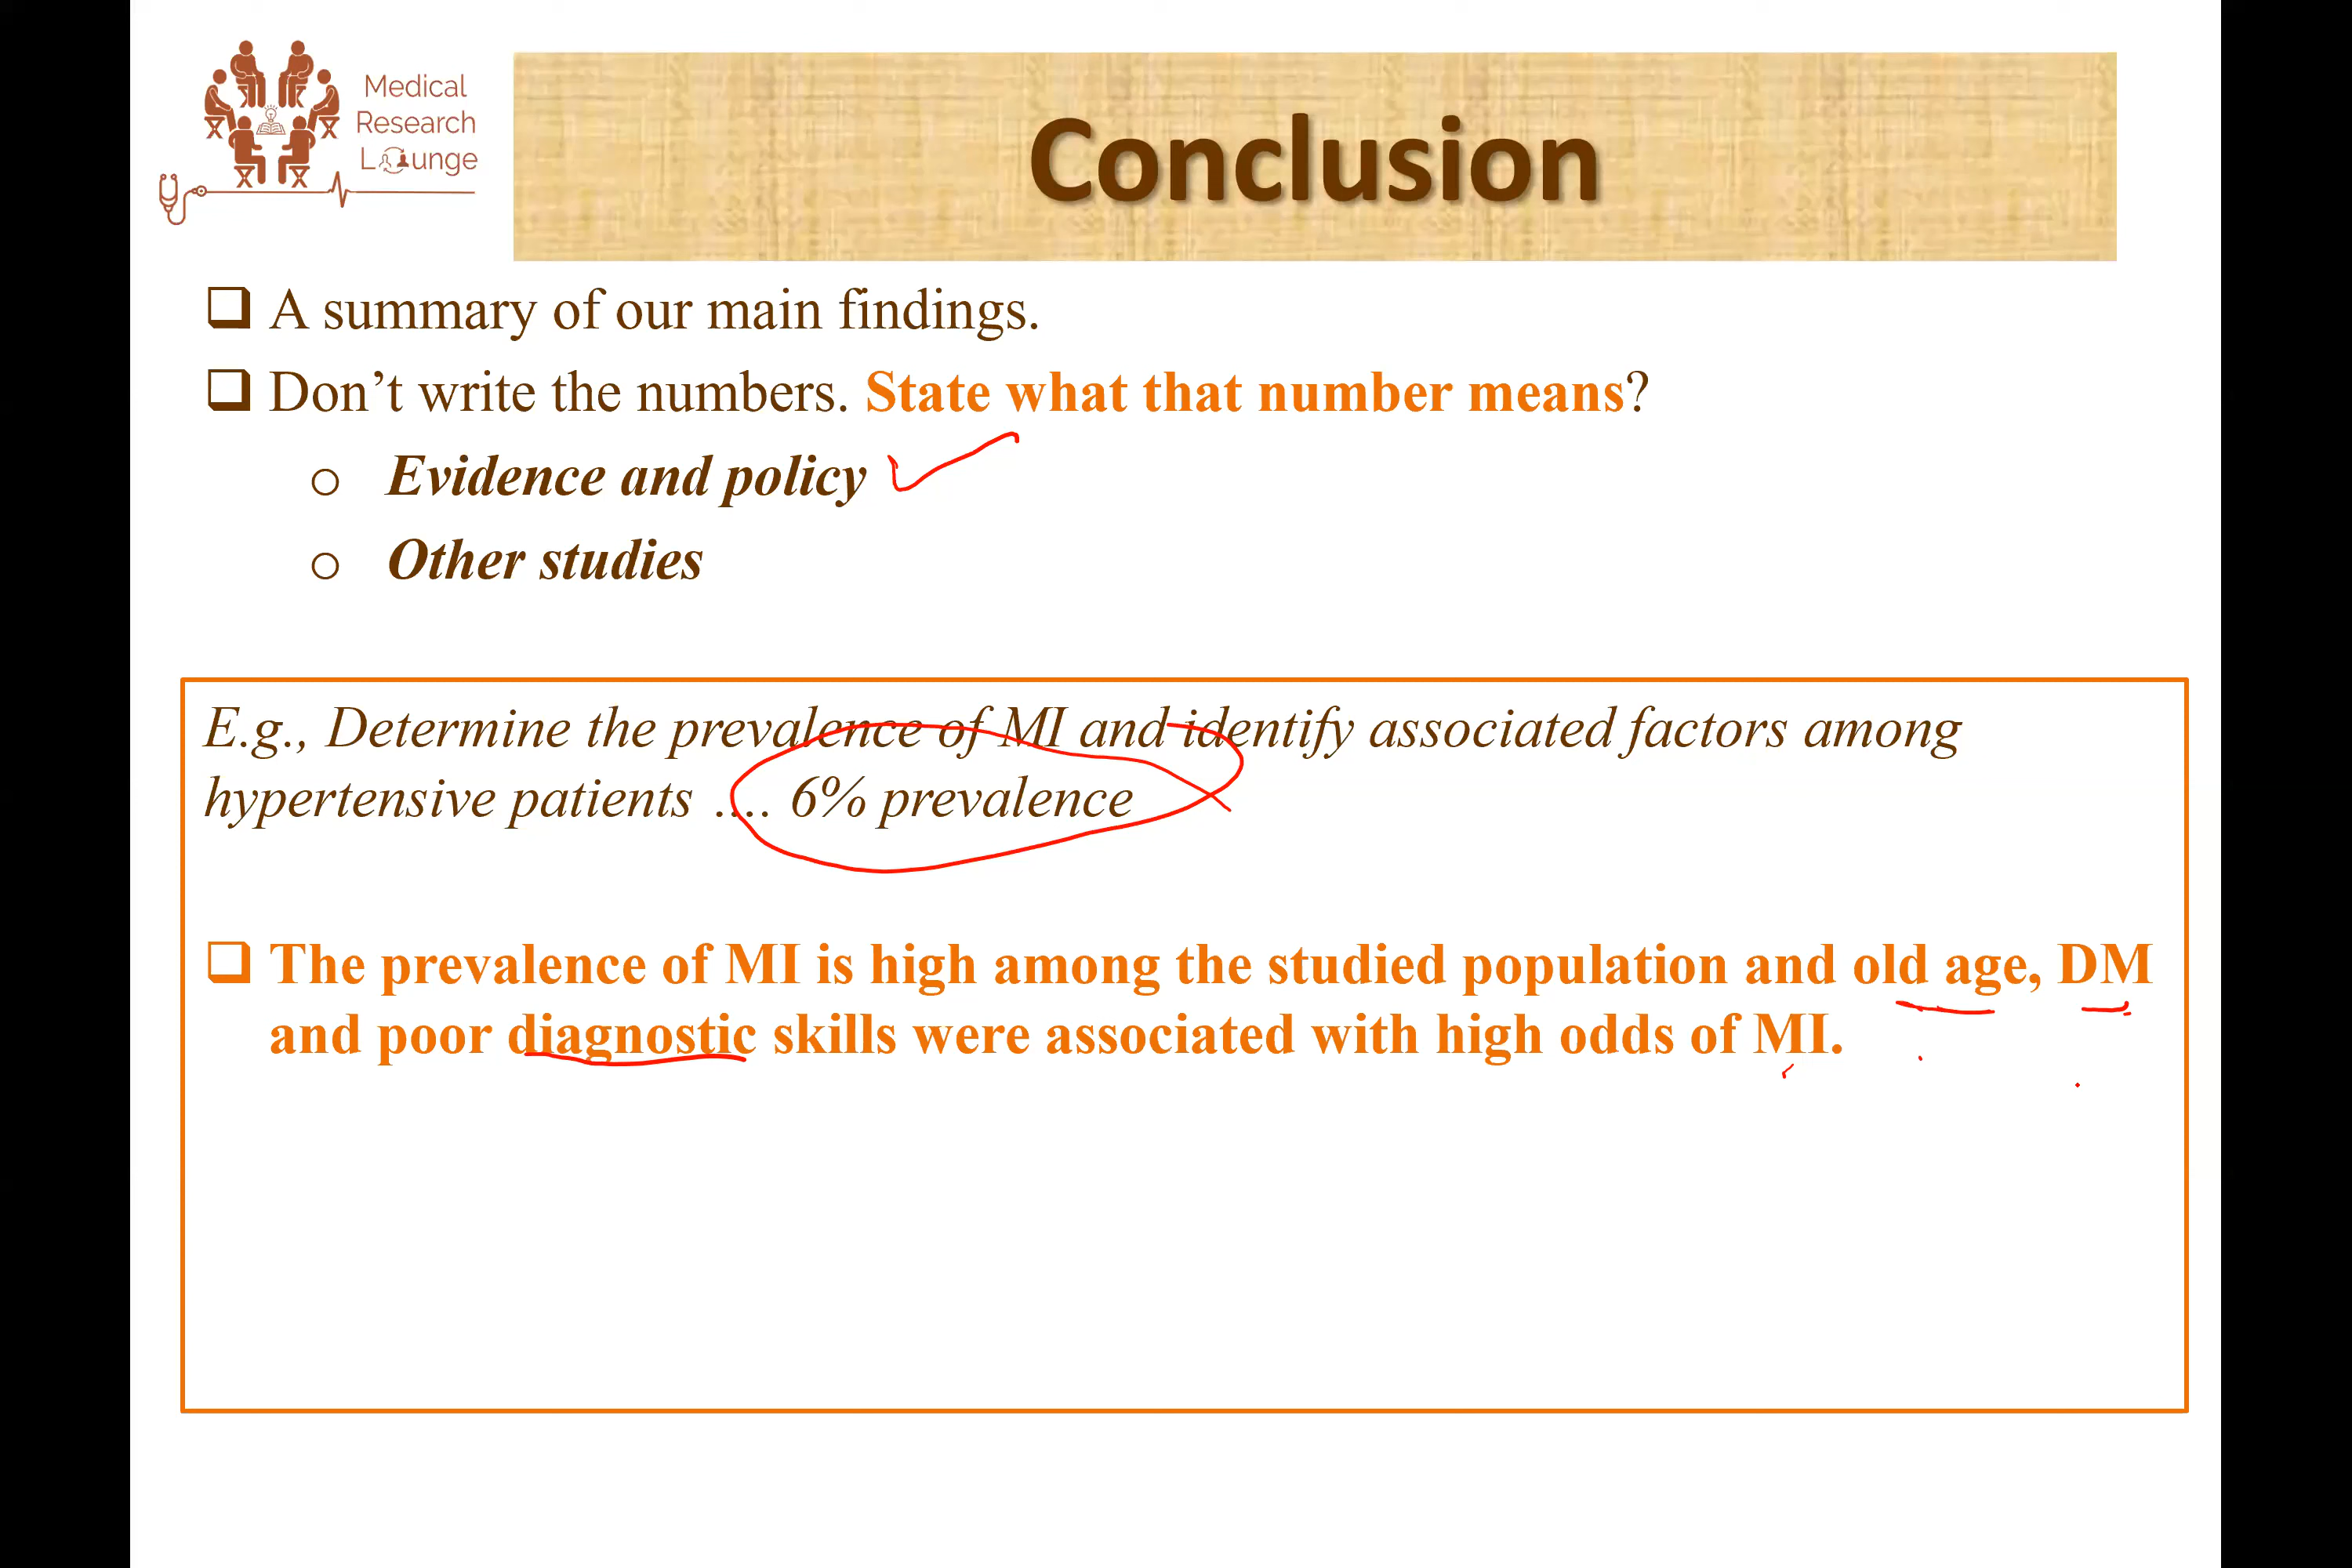 Medical
Research
Lounge
Conclusion
A summary of our main findings.
Don’t write the numbers. State what that number means?
Evidence and policy
Other studies
E.g., Determine the prevalence of MI and identify associated factors among
hypertensive patients .... 6% prevalence
The prevalence of MI is high among the studied population and old age, DM
and poor diagnostic skills were associated with high odds of MI.